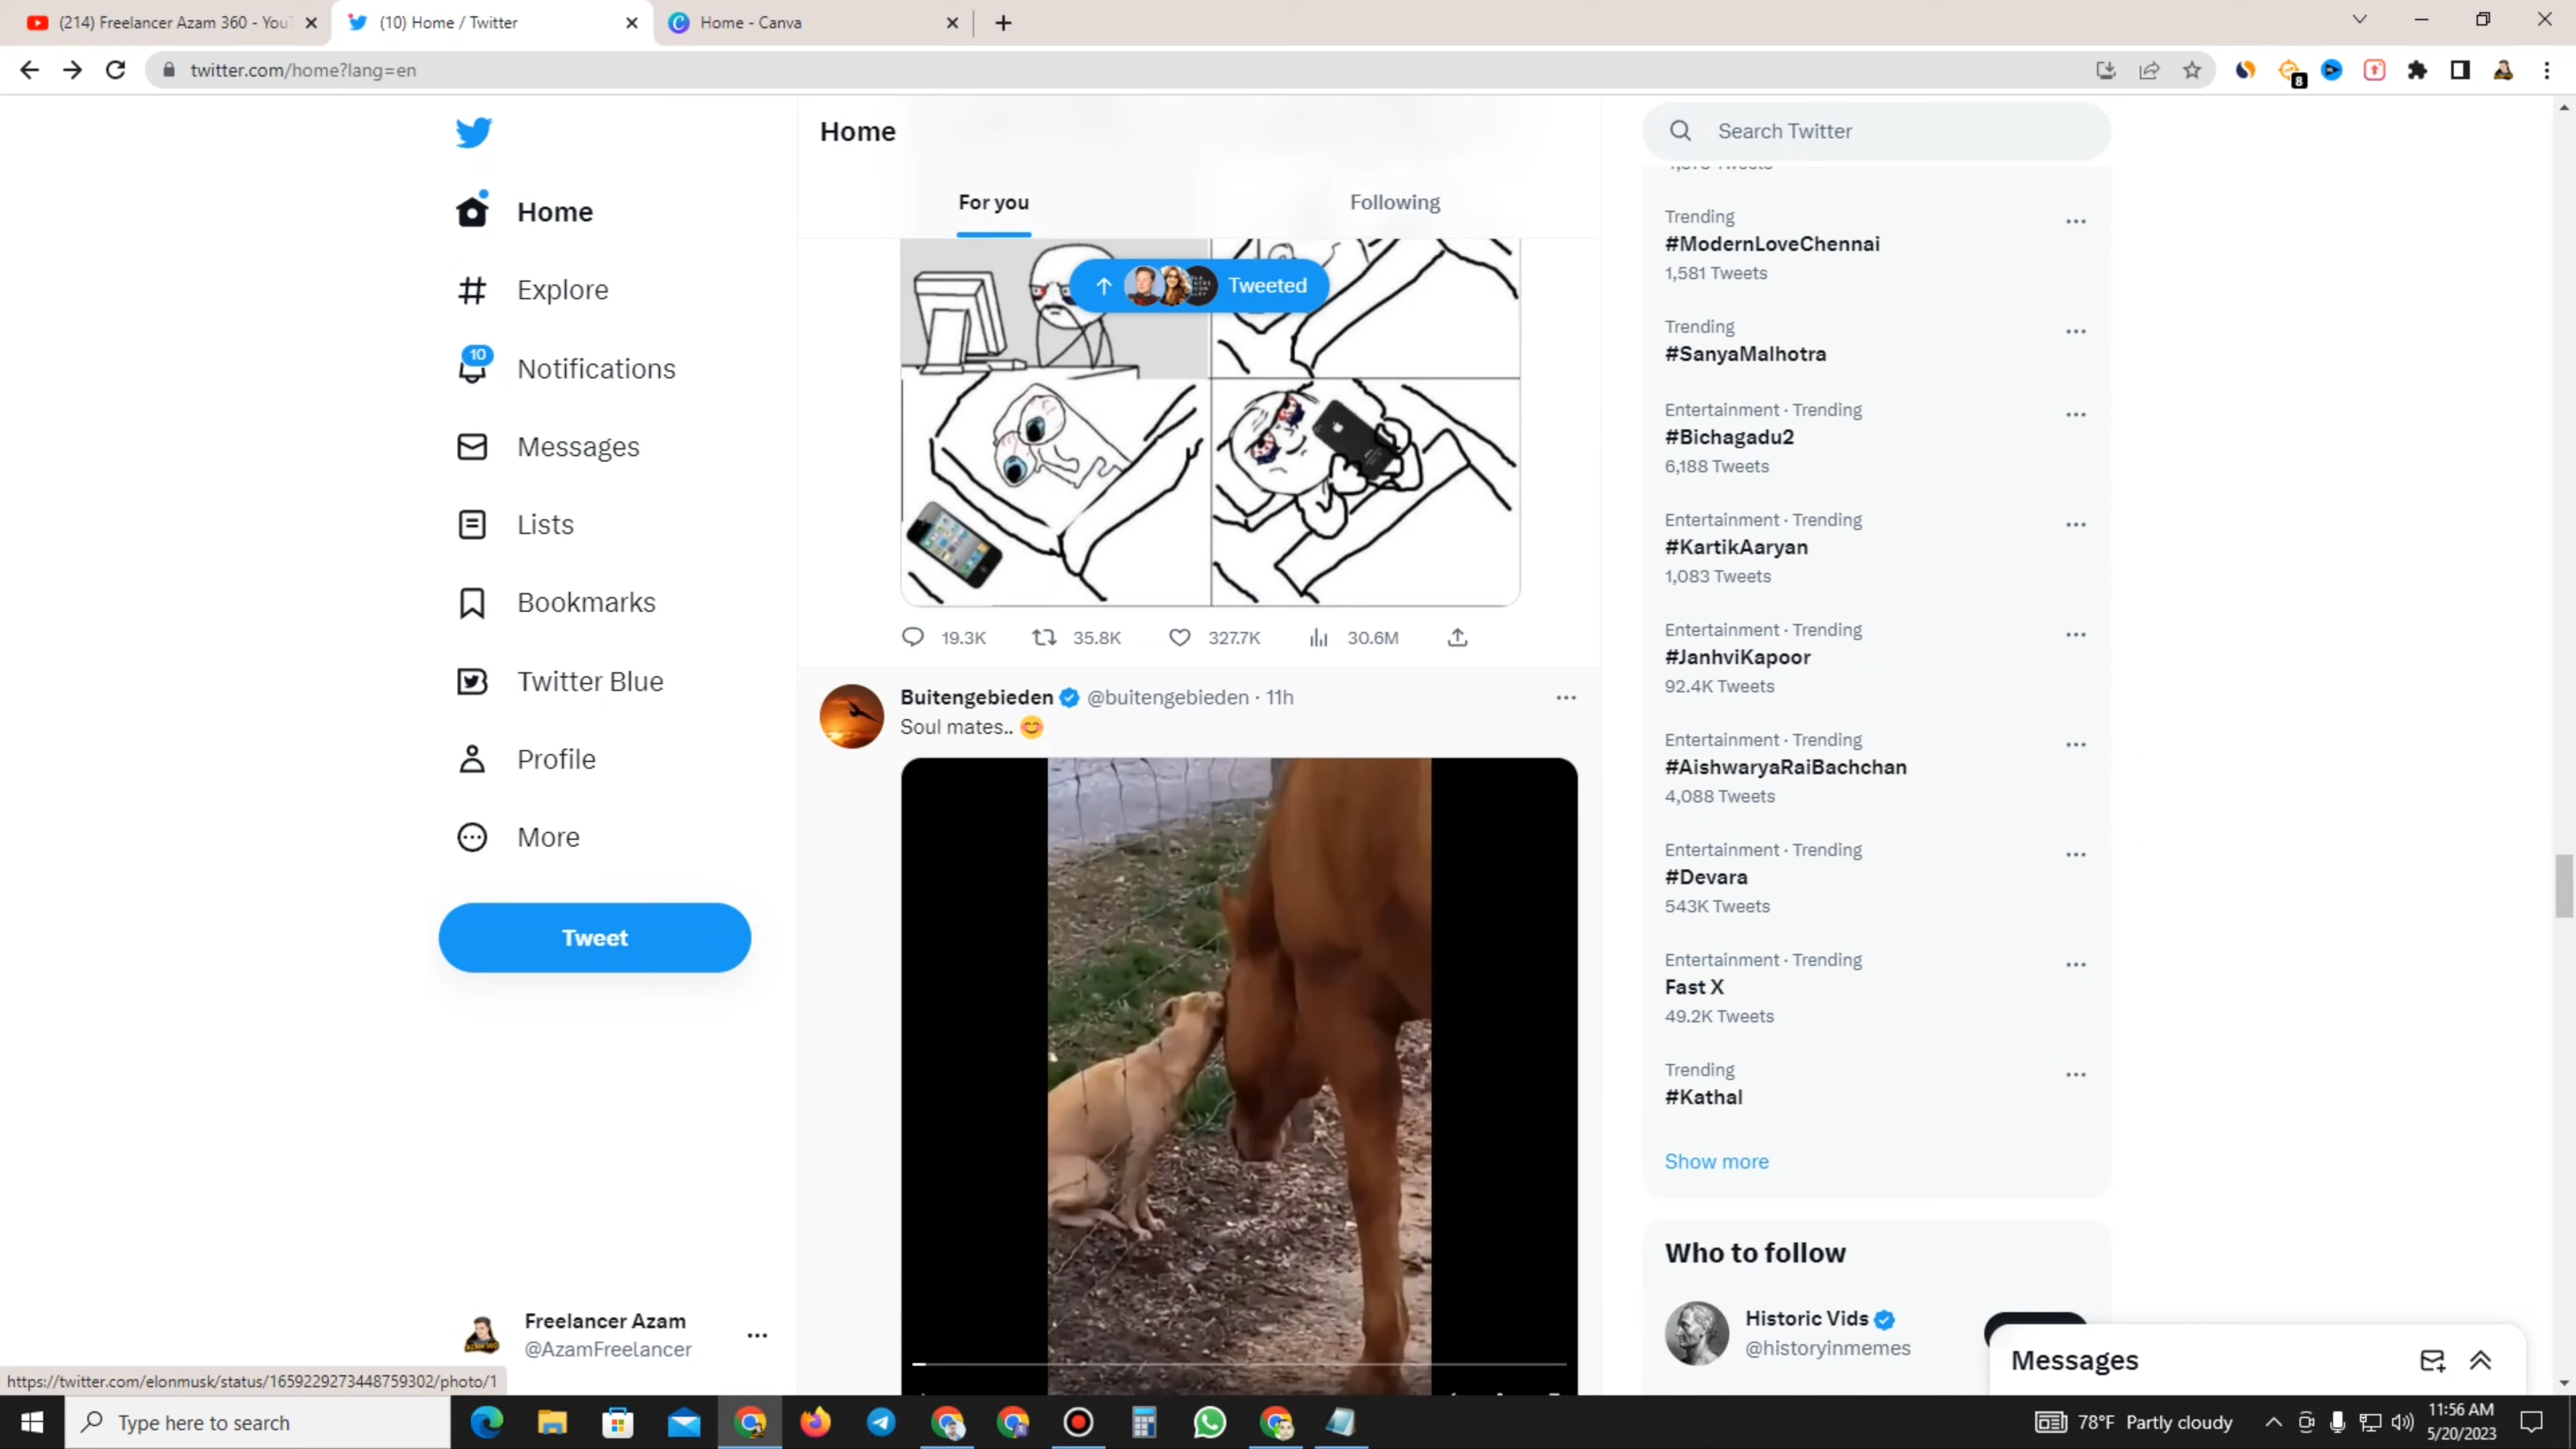 (214) Freelancer Azam 360 - You
(10) Home / Twitter
Home - Canva
twitter.com/home?lang=en
8
Home
Search Twitter
For you
Following
Home
Explore
10
Notifications
Messages
Lists
Bookmarks
Twitter Blue
Profile
More
Tweet
Freelancer Azam
@AzamFreelancer
Tweeted
19.3K
35.8K
327.7K
30.6M
Buitengebieden @buitengebieden · 11h
Soul mates.. 😊
Trending
#ModernLoveChennai
1,581 Tweets
Trending
#SanyaMalhotra
Entertainment · Trending
#Bichagadu2
6,188 Tweets
Entertainment · Trending
#KartikAaryan
1,083 Tweets
Entertainment · Trending
#JanhviKapoor
92.4K Tweets
Entertainment · Trending
#AishwaryaRaiBachchan
4,088 Tweets
Entertainment · Trending
#Devara
543K Tweets
Entertainment · Trending
Fast X
49.2K Tweets
Trending
#Kathal
Show more
Who to follow
Historic Vids
@historyinmemes
Messages
https://twitter.com/elonmusk/status/1659229273448759302/photo/1
Type here to search
78°F Partly cloudy
11:56 AM
5/20/2023